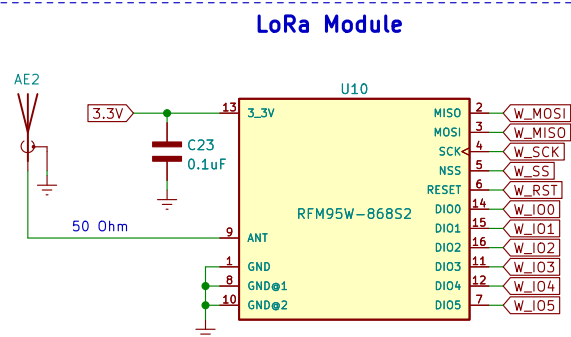 LoRa Module
AE2
U10
3.3V
13 3_3V
MISO 2 W_MOSI
C23
0.1uF
MOSI 3 W_MISO
SCK 4 W_SCK
NSS 5 W_SS
RESET 6 W_RST
RFM95W-868S2
DIO0 14 W_IO0
50 Ohm
DIO1 15 W_IO1
9 ANT
DIO2 16 W_IO2
1 GND
DIO3 11 W_IO3
8 GND@1
DIO4 12 W_IO4
10 GND@2
DIO5 7 W_IO5